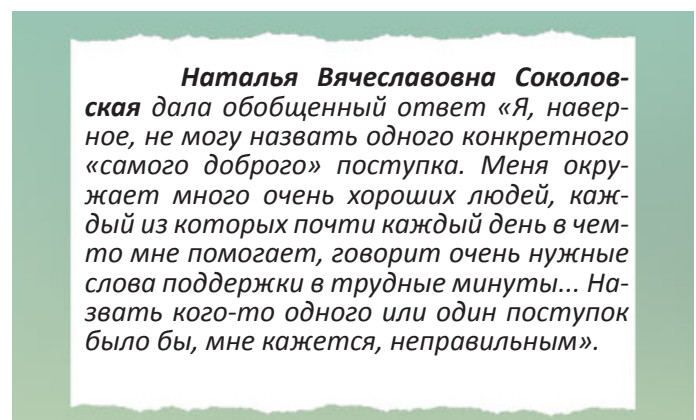 Наталья Вячеславовна Соколов-
ская дала обобщенный ответ «Я, навер-
ное, не могу назвать одного конкретного
«самого доброго» поступка. Меня окру-
жает много очень хороших людей, каж-
дый из которых почти каждый день в чем-
то мне помогает, говорит очень нужные
слова поддержки в трудные минуты... На-
звать кого-то одного или один поступок
было бы, мне кажется, неправильным».